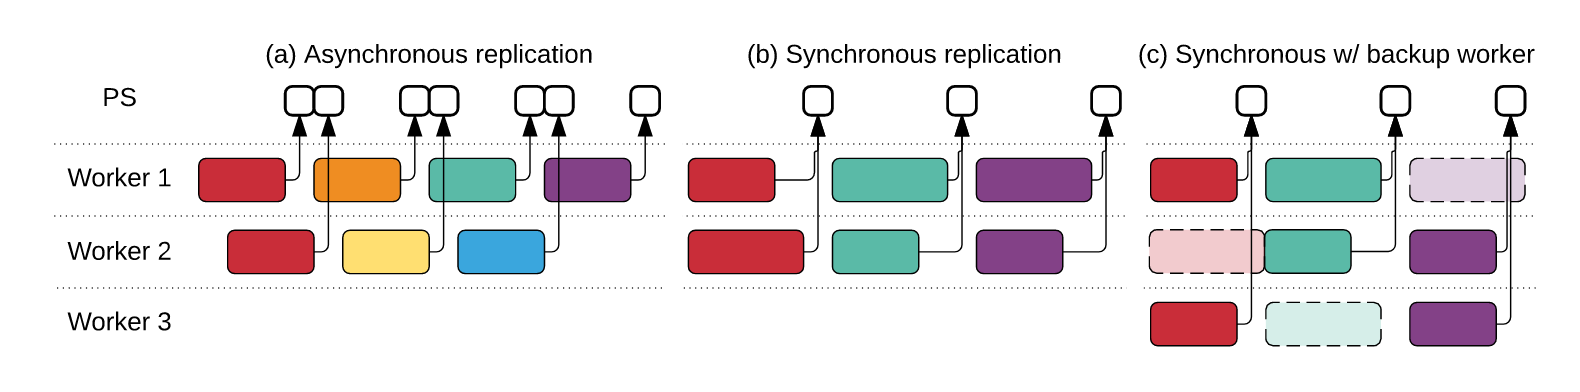 (a) Asynchronous replication
(b) Synchronous replication
(c) Synchronous w/ backup worker
PS
Worker 1
Worker 2
Worker 3